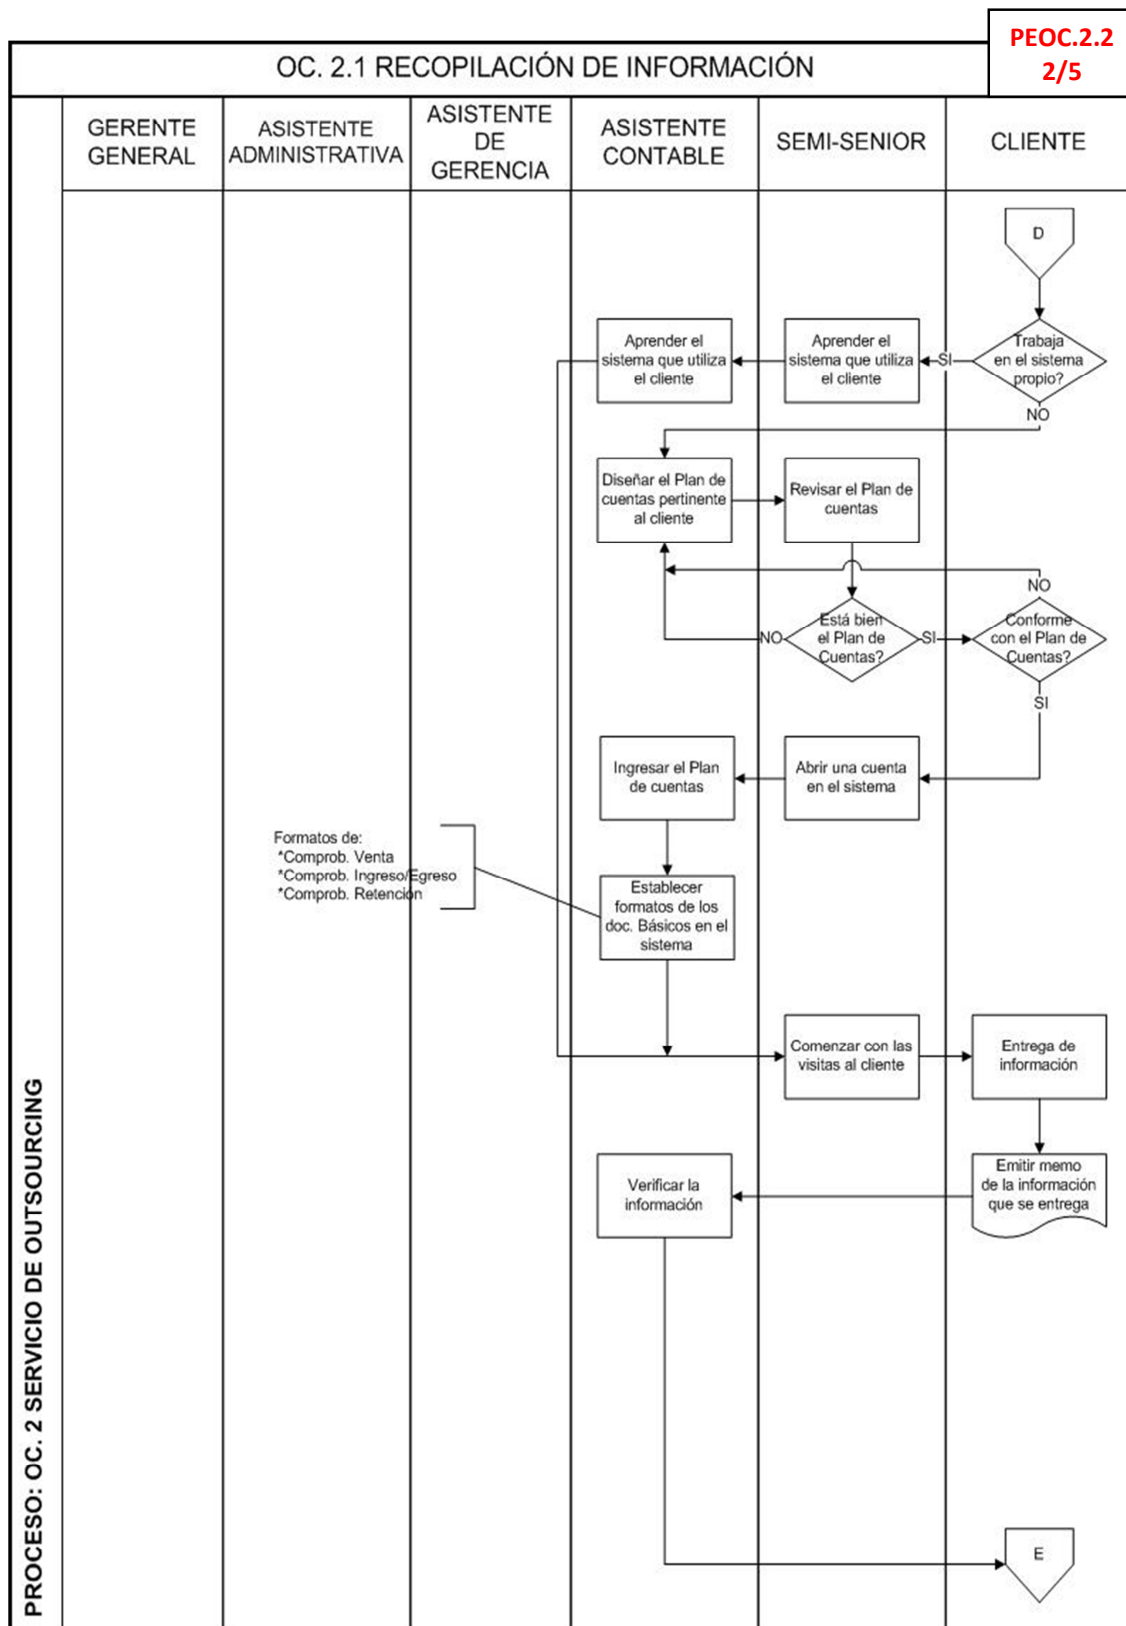 PEOC.2.2
2/5
OC. 2.1 RECOPILACIÓN DE INFORMACIÓN
GERENTE
GENERAL
ASISTENTE
ADMINISTRATIVA
ASISTENTE
DE
GERENCIA
ASISTENTE
CONTABLE
SEMI-SENIOR
CLIENTE
PROCESO: OC. 2 SERVICIO DE OUTSOURCING
D
Trabaja
en el sistema
propio?
SI
NO
Aprender el
sistema que utiliza
el cliente
Aprender el
sistema que utiliza
el cliente
Diseñar el Plan de
cuentas pertinente
al cliente
Revisar el Plan de
cuentas
Está bien
el Plan de
Cuentas?
NO
SI
Conforme
con el Plan de
Cuentas?
NO
SI
Abrir una cuenta
en el sistema
Ingresar el Plan
de cuentas
Formatos de:
*Comprob. Venta
*Comprob. Ingreso/Egreso
*Comprob. Retención
Establecer
formatos de los
doc. Básicos en el
sistema
Comenzar con las
visitas al cliente
Entrega de
información
Emitir memo
de la información
que se entrega
Verificar la
información
E